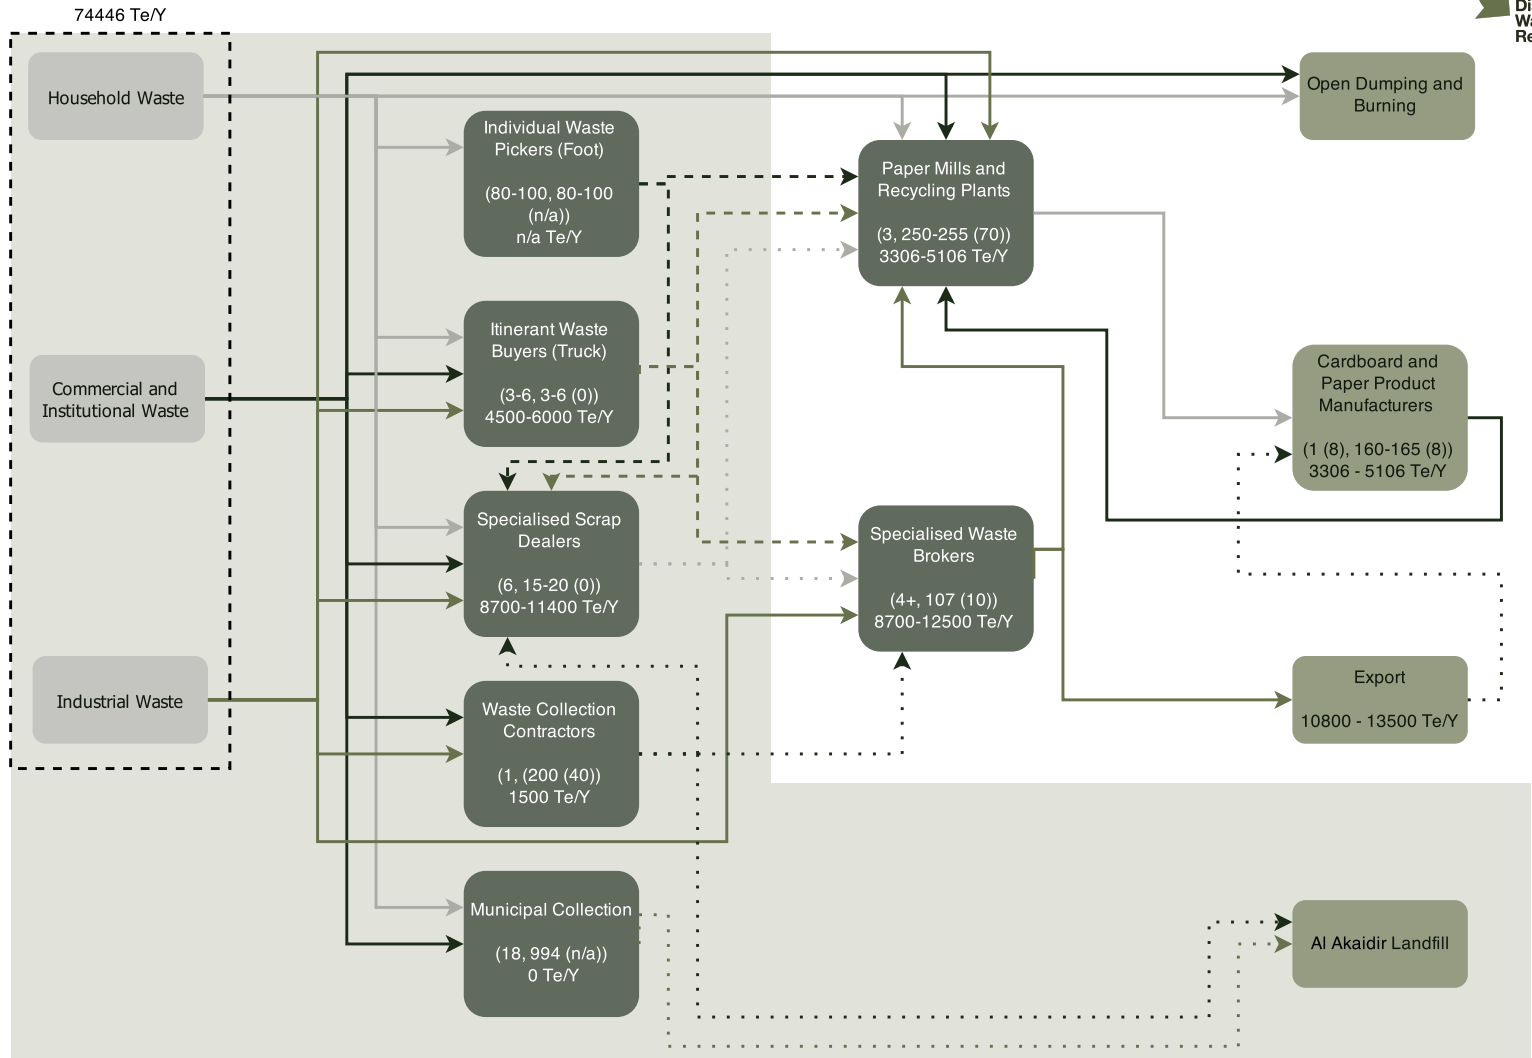 74446 Te/Y
Household Waste
Commercial and
Institutional Waste
Industrial Waste
Individual Waste
Pickers (Foot)
(80-100, 80-100
(n/a))
n/a Te/Y
Itinerant Waste
Buyers (Truck)
(3-6, 3-6 (0))
4500-6000 Te/Y
Specialised Scrap
Dealers
(6, 15-20 (0))
8700-11400 Te/Y
Waste Collection
Contractors
(1, (200 (40))
1500 Te/Y
Municipal Collection
(18, 994 (n/a))
0 Te/Y
Paper Mills and
Recycling Plants
(3, 250-255 (70))
3306-5106 Te/Y
Specialised Waste
Brokers
(4+, 107 (10))
8700-12500 Te/Y
Open Dumping and
Burning
Cardboard and
Paper Product
Manufacturers
(1 (8), 160-165 (8))
3306 - 5106 Te/Y
Export
10800 - 13500 Te/Y
Al Akaidir Landfill